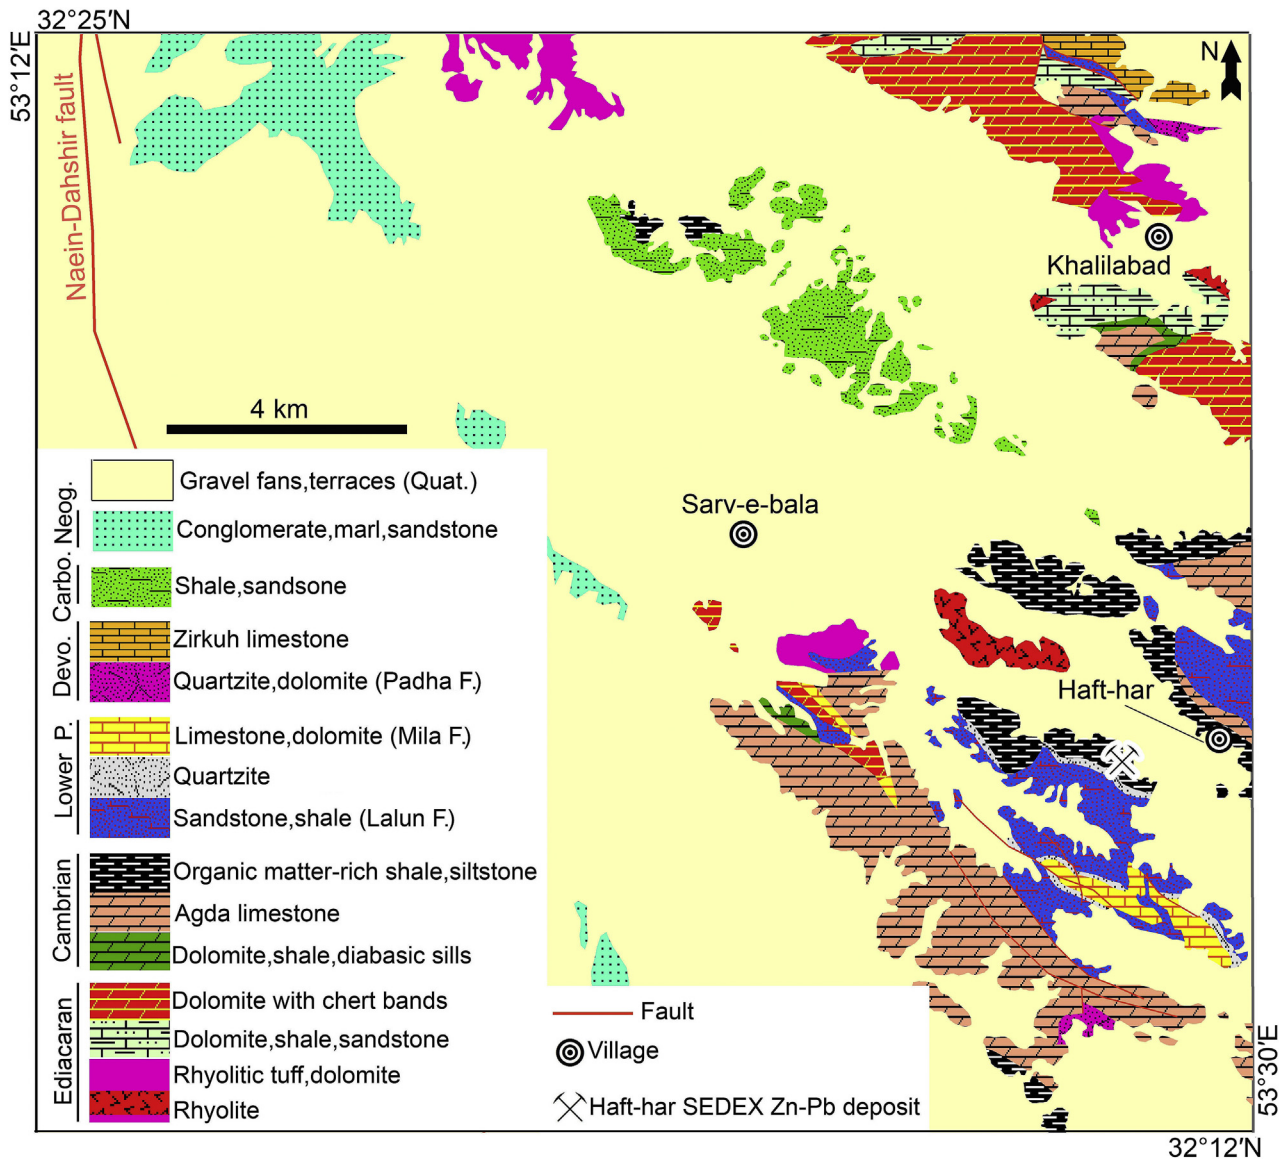 32°25′N
53°12′E
N
Naein-Dahshir fault
Khalilabad
4 km
Sarv-e-bala
Haft-har
Gravel fans,terraces (Quat.)
Neog.
Conglomerate,marl,sandstone
Carbo.
Shale,sandsone
Devo.
Zirkuh limestone
Quartzite,dolomite (Padha F.)
Lower P.
Limestone,dolomite (Mila F.)
Quartzite
Sandstone,shale (Lalun F.)
Cambrian
Organic matter-rich shale,siltstone
Agda limestone
Dolomite,shale,diabasic sills
Ediacaran
Dolomite with chert bands
Dolomite,shale,sandstone
Rhyolitic tuff,dolomite
Rhyolite
Fault
Village
Haft-har SEDEX Zn-Pb deposit
53°30′E
32°12′N